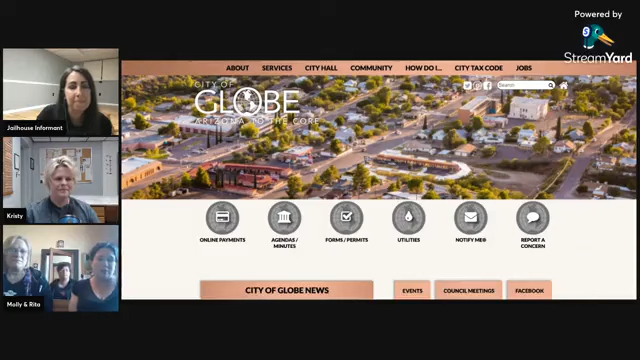 Powered by
StreamYard
ABOUT SERVICES CITY HALL COMMUNITY HOW DO I... CITY TAX CODE JOBS
Search
CITY OF
GLOBE
ARIZONA TO THE CORE
Jailhouse Informant
Kristy
Molly & Rita
ONLINE PAYMENTS
AGENDAS / MINUTES
FORMS / PERMITS
UTILITIES
NOTIFY ME®
REPORT A CONCERN
CITY OF GLOBE NEWS
EVENTS
COUNCIL MEETINGS
FACEBOOK